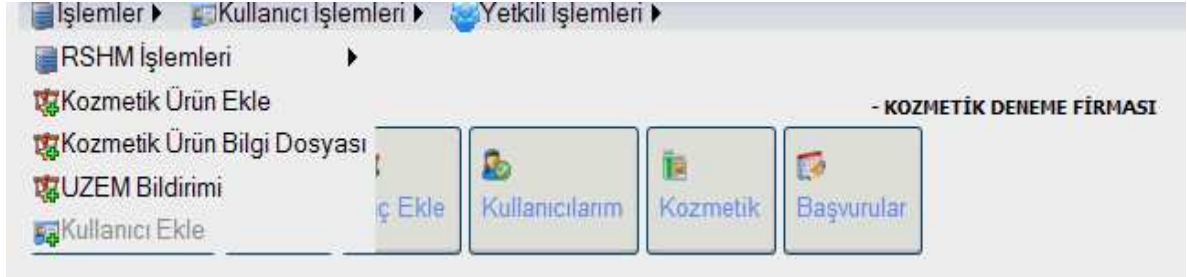 İşlemler Kullanıcı İşlemleri Yetkili İşlemleri
RSHM İşlemleri
Kozmetik Ürün Ekle
- KOZMETİK DENEME FİRMASI
Kozmetik Ürün Bilgi Dosyası
UZEM Bildirimi
ç Ekle Kullanıcılarım Kozmetik Başvurular
Kullanıcı Ekle